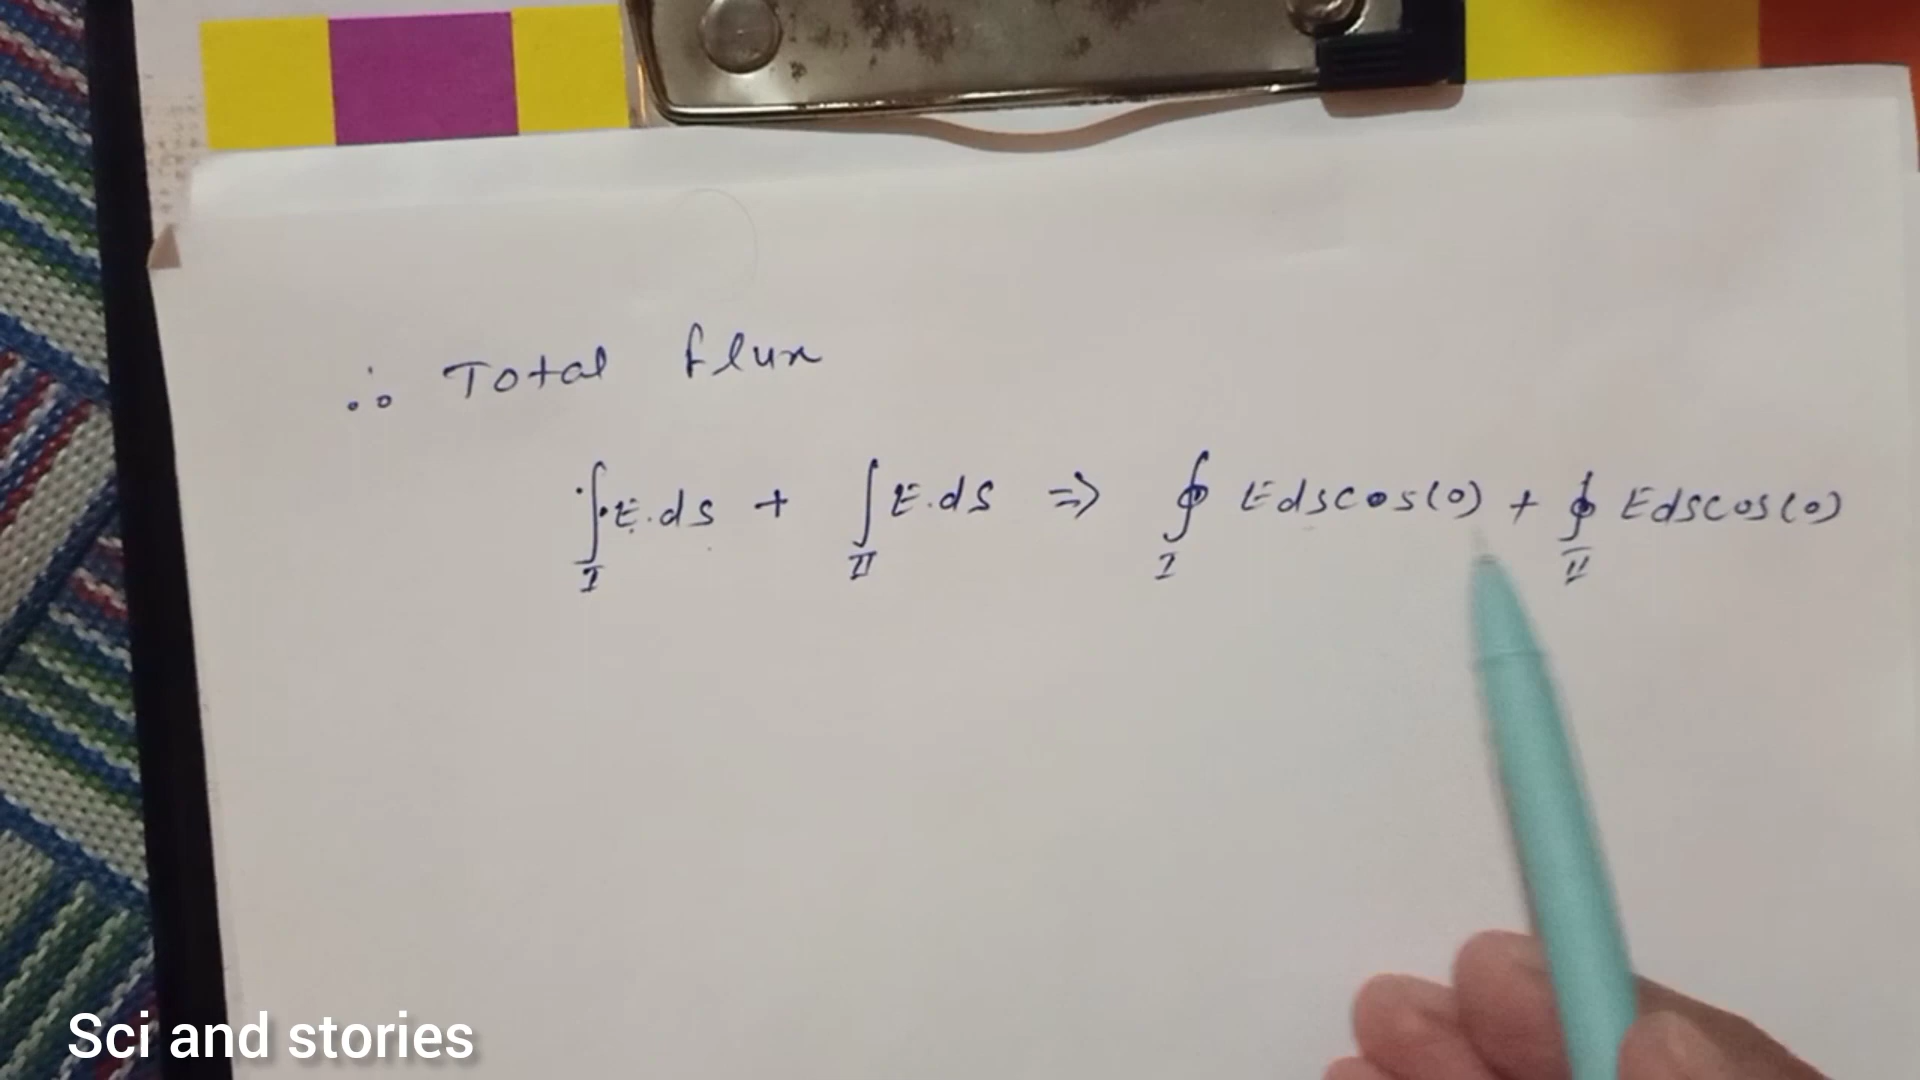 ∴ Total flux
∫ E.ds + ∫ E.ds ⇒ ∮ Edscos(0) + ∮ Edscos(0)
I II I II
Sci and stories